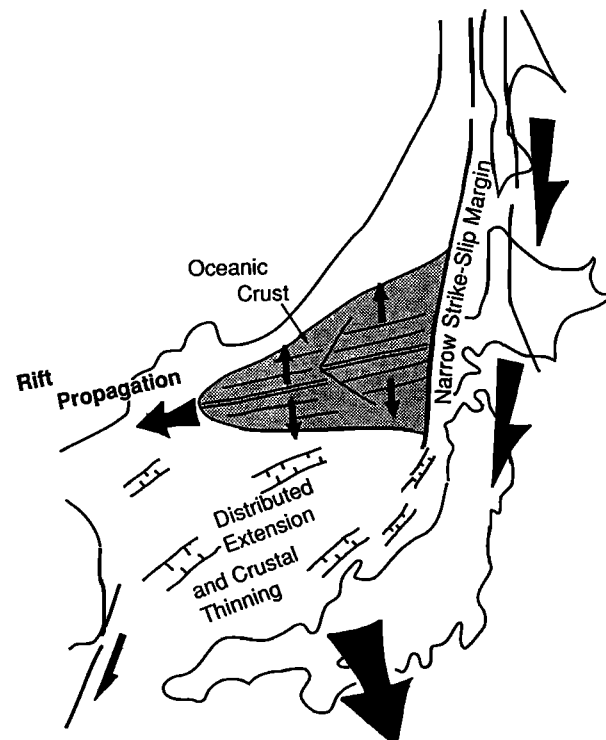 Narrow Strike-Slip Margin
Oceanic
Crust
Rift
Propagation
Distributed
Extension
and Crustal
Thinning